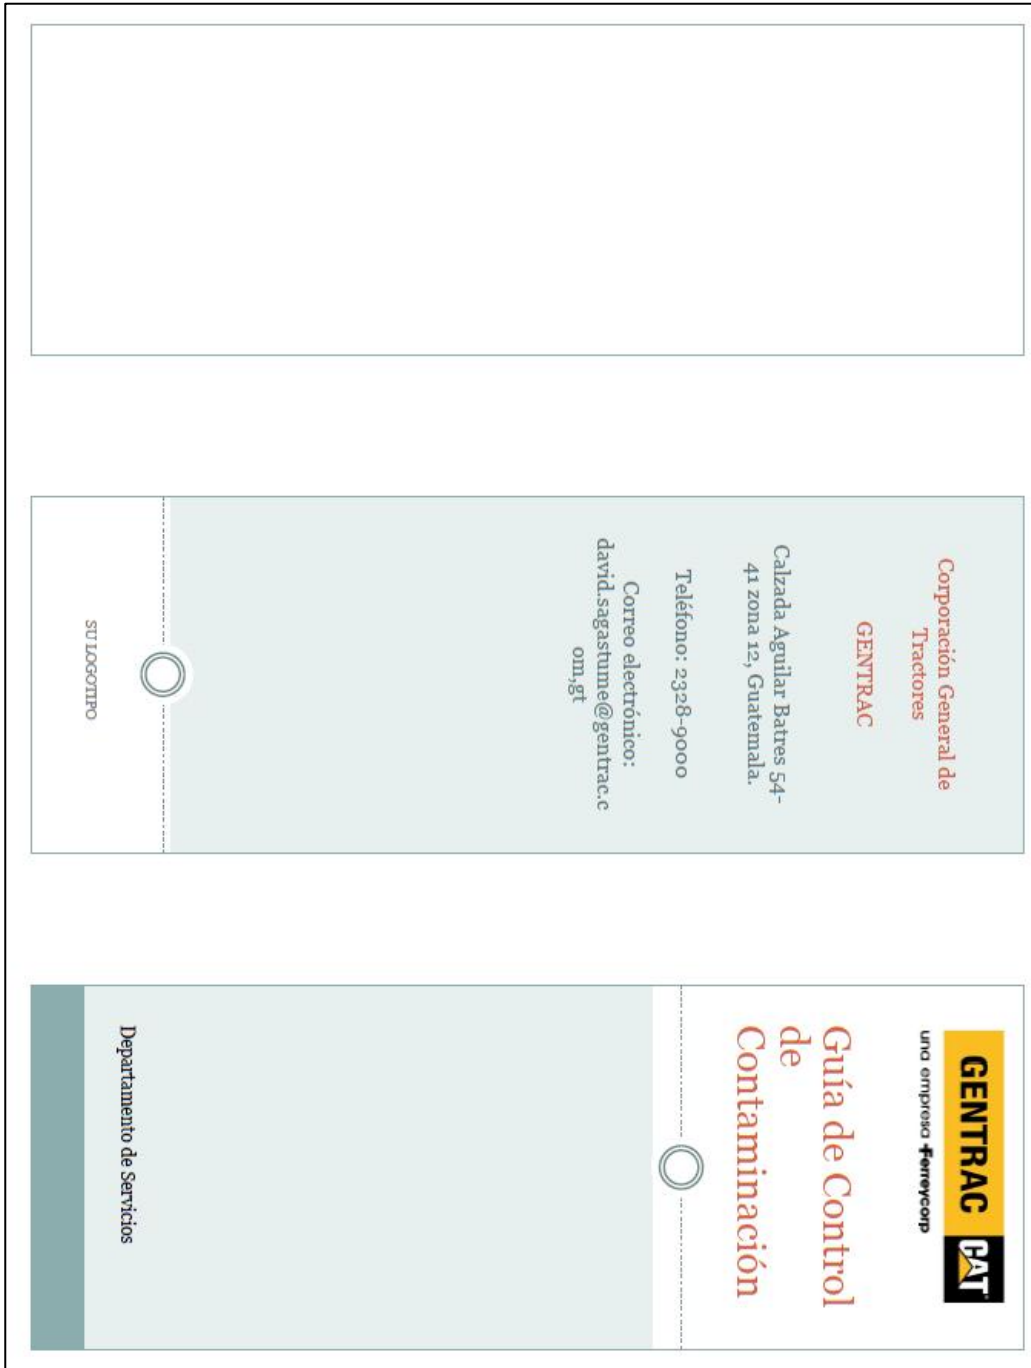 Corporación General de
Tractores
GENTRAC
Calzada Aguilar Batres 54-
41 zona 12, Guatemala.
Teléfono: 2328-9000
Correo electrónico:
david.sagastume@gentrac.c
om,gt
SU LOGOTIPO
GENTRAC CAT
una empresa Ferreycorp
Guía de Control
de
Contaminación
Departamento de Servicios